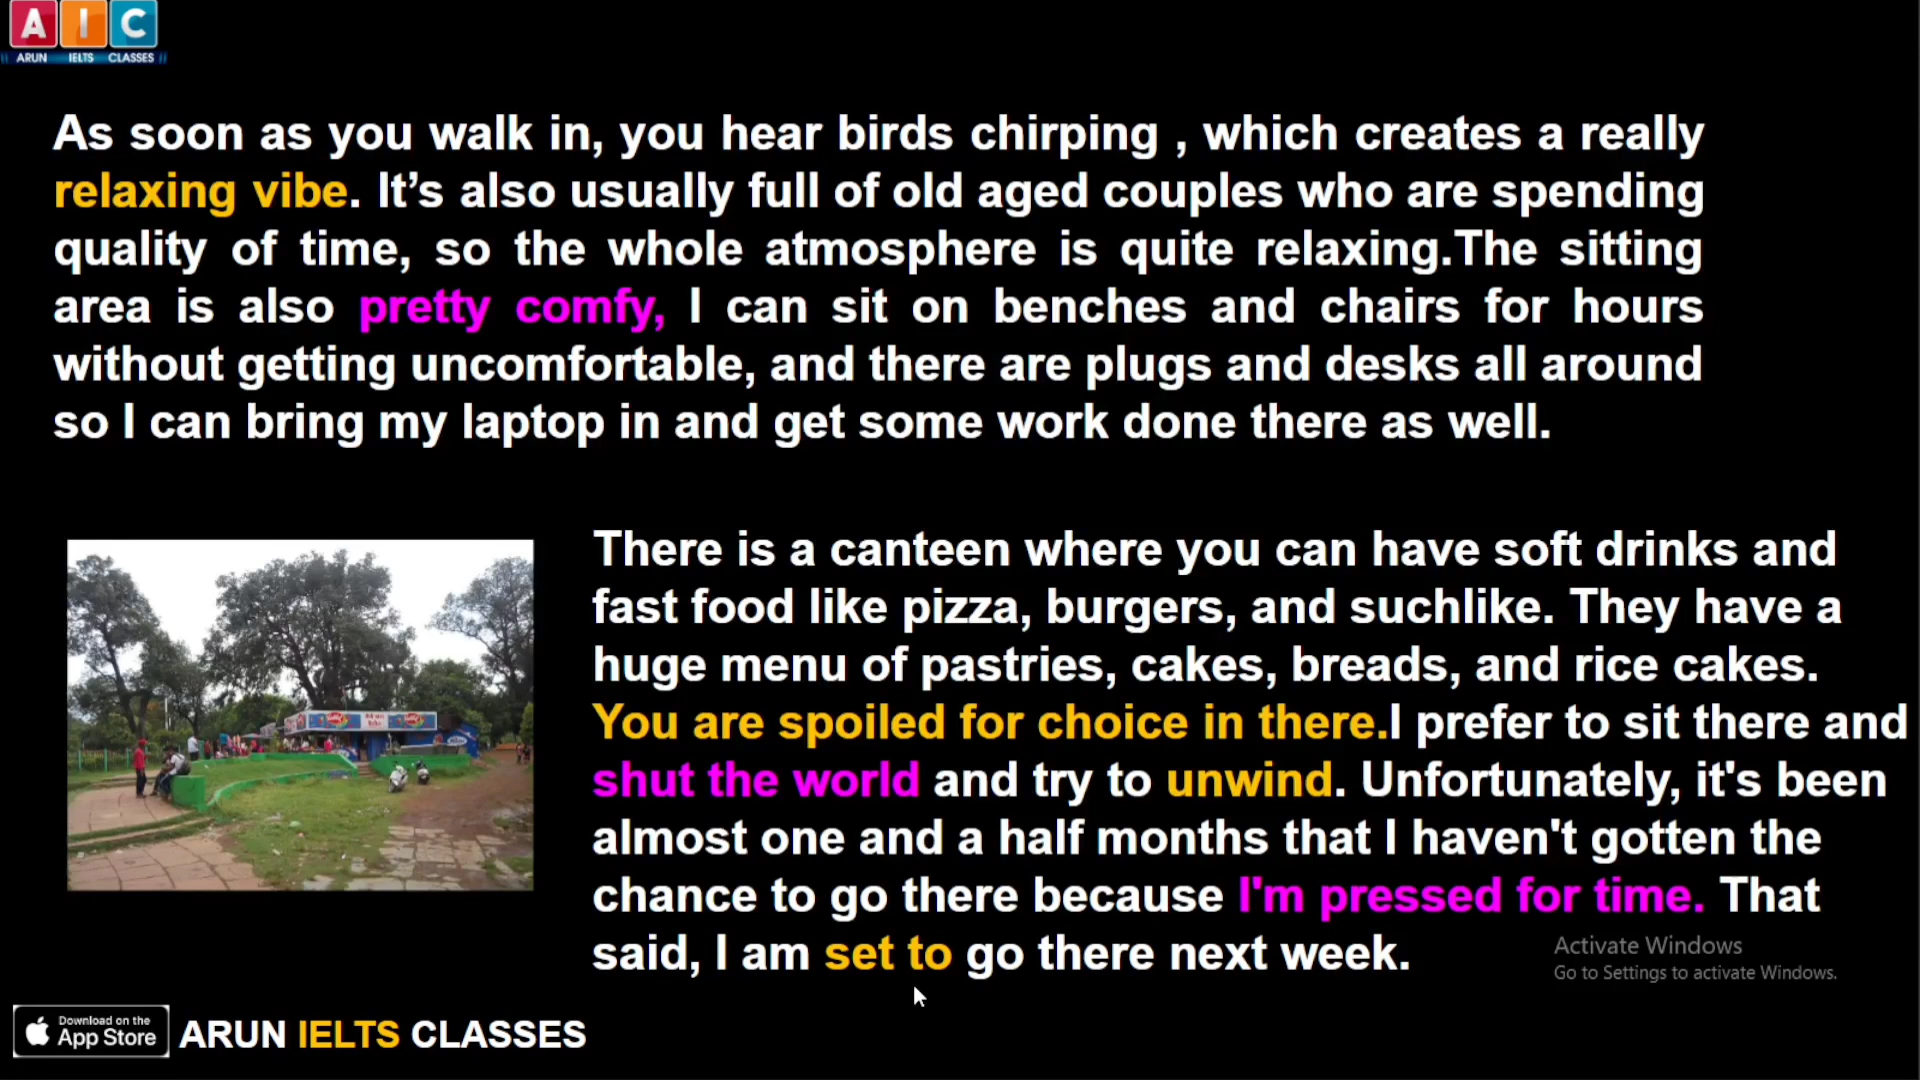 A I C
ARUN IELTS CLASSES
As soon as you walk in, you hear birds chirping , which creates a really
relaxing vibe. It’s also usually full of old aged couples who are spending
quality of time, so the whole atmosphere is quite relaxing.The sitting
area is also pretty comfy, I can sit on benches and chairs for hours
without getting uncomfortable, and there are plugs and desks all around
so I can bring my laptop in and get some work done there as well.
There is a canteen where you can have soft drinks and
fast food like pizza, burgers, and suchlike. They have a
huge menu of pastries, cakes, breads, and rice cakes.
You are spoiled for choice in there.I prefer to sit there and
shut the world and try to unwind. Unfortunately, it's been
almost one and a half months that I haven't gotten the
chance to go there because I'm pressed for time. That
said, I am set to go there next week.
Activate Windows
Go to Settings to activate Windows.
Download on the
App Store
ARUN IELTS CLASSES